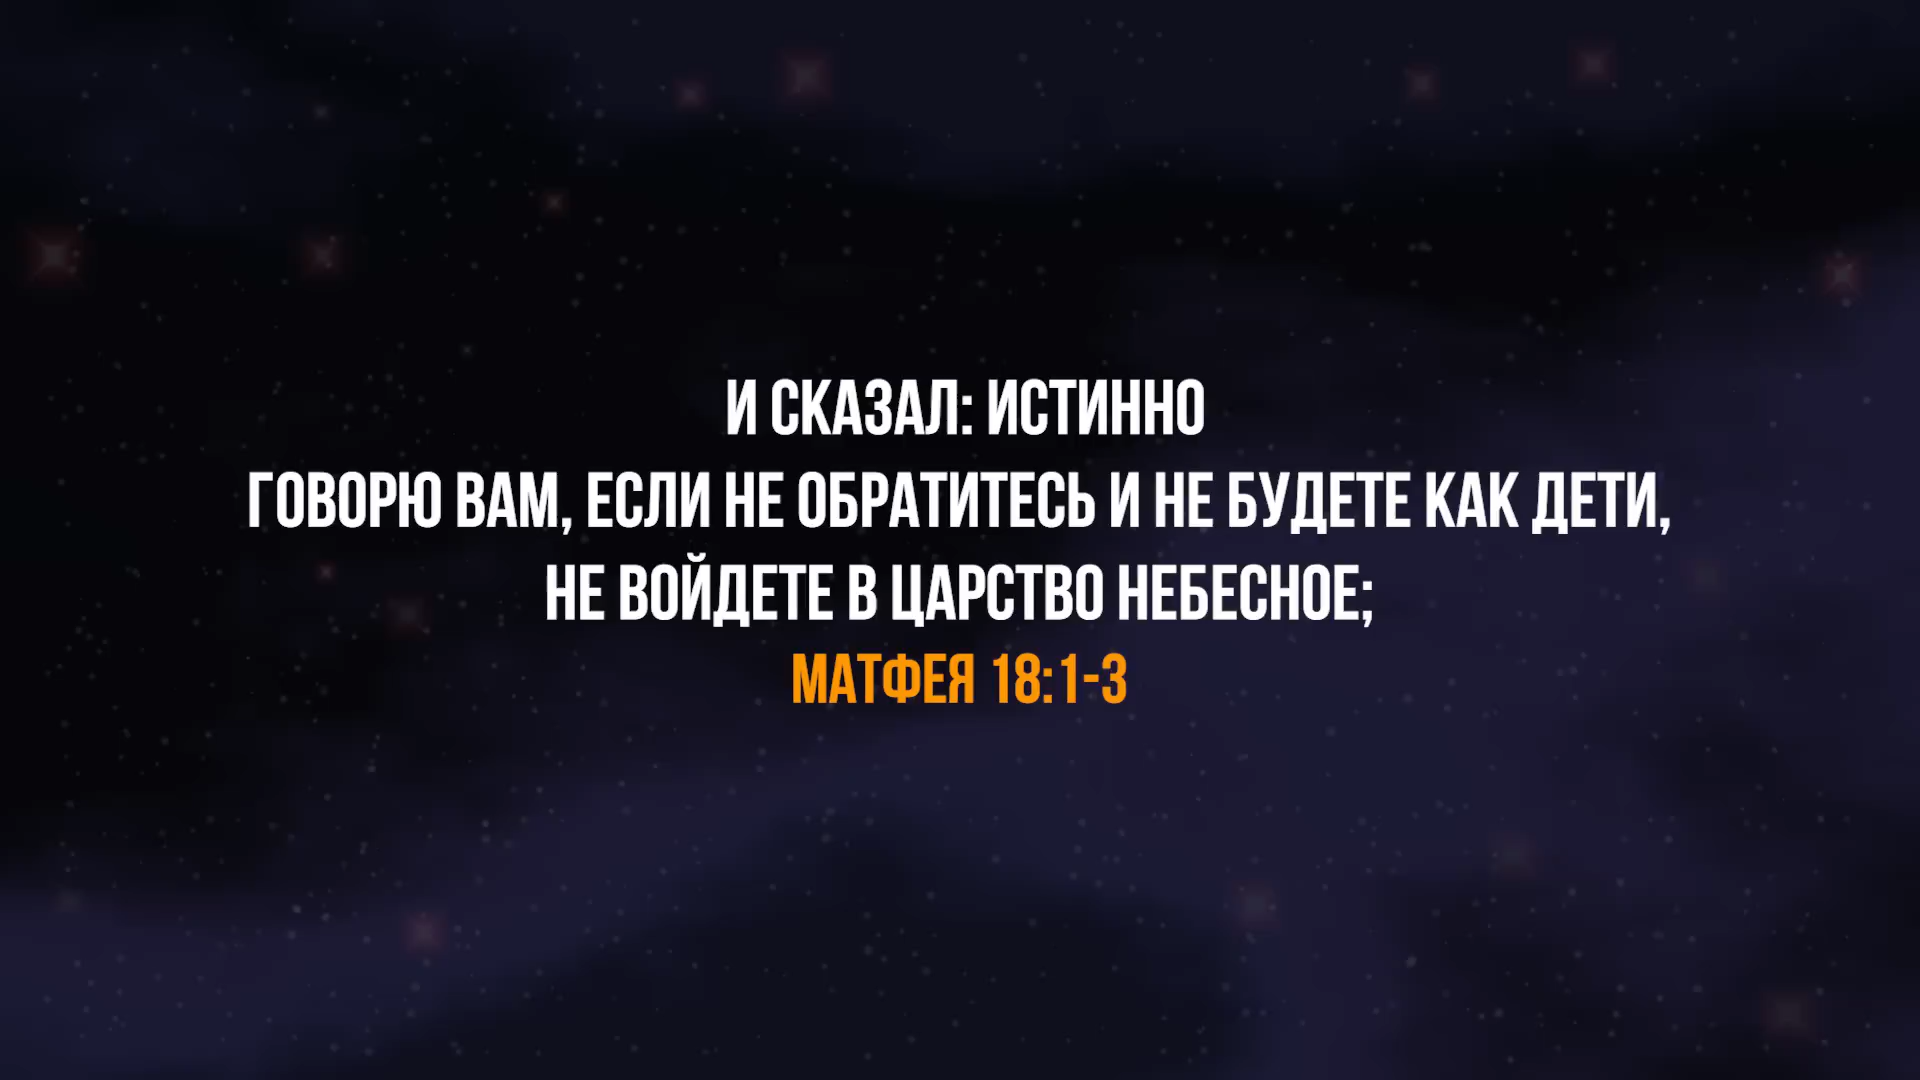 И СКАЗАЛ: ИСТИННО
ГОВОРЮ ВАМ, ЕСЛИ НЕ ОБРАТИТЕСЬ И НЕ БУДЕТЕ КАК ДЕТИ,
НЕ ВОЙДЕТЕ В ЦАРСТВО НЕБЕСНОЕ;
МАТФЕЯ 18:1-3